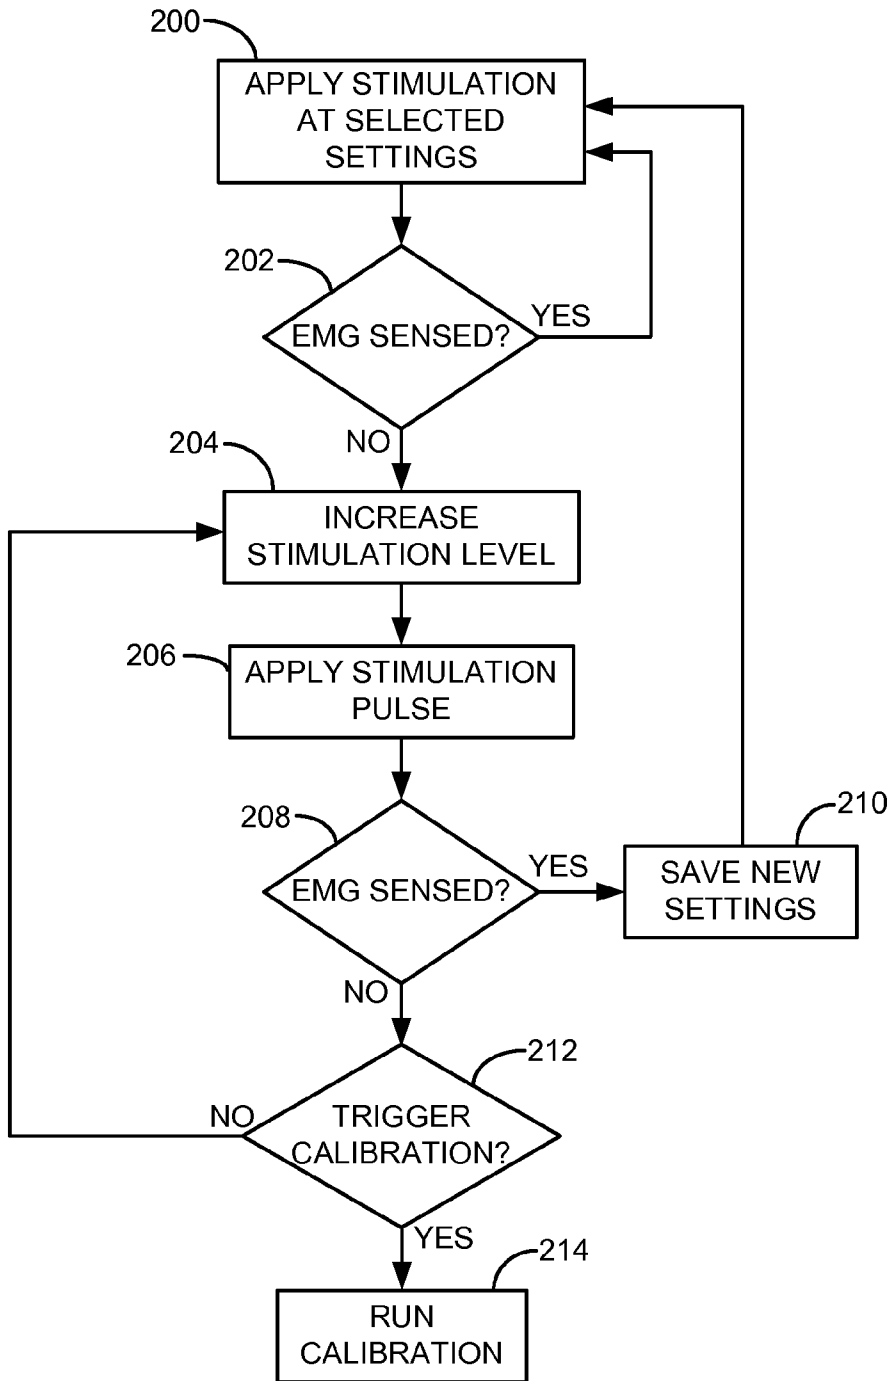 200
APPLY STIMULATION
AT SELECTED
SETTINGS
202
EMG SENSED?
YES
NO
204
INCREASE
STIMULATION LEVEL
206
APPLY STIMULATION
PULSE
208
EMG SENSED?
YES
210
SAVE NEW
SETTINGS
NO
212
TRIGGER
CALIBRATION?
NO
YES
214
RUN
CALIBRATION